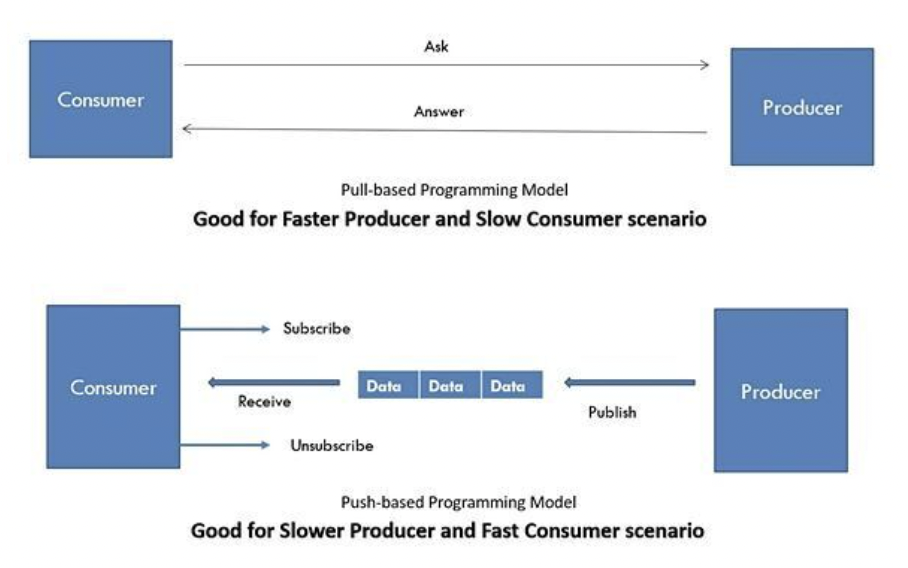 Ask
Consumer
Producer
Answer
Pull-based Programming Model
Good for Faster Producer and Slow Consumer scenario
Subscribe
Consumer
Data Data Data
Producer
Receive
Publish
Unsubscribe
Push-based Programming Model
Good for Slower Producer and Fast Consumer scenario